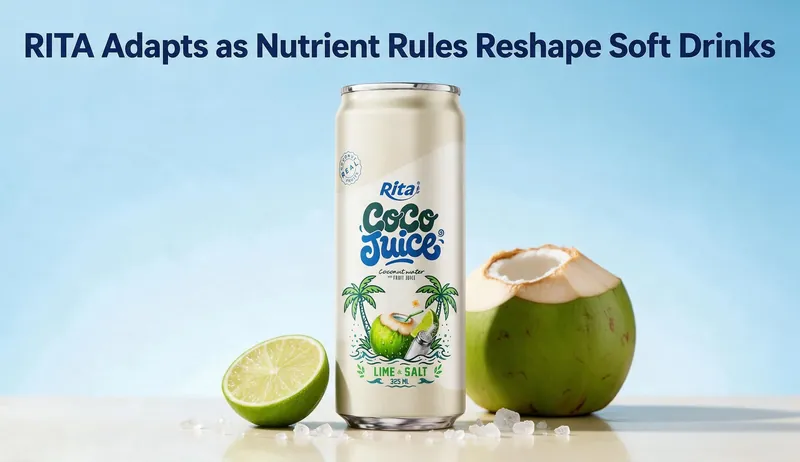 RITA Adapts as Nutrient Rules Reshape Soft Drinks
REAL
Rita
COCO
Juice
Coconut water
FRUIT JUICE
LIME & SALT
325 ML